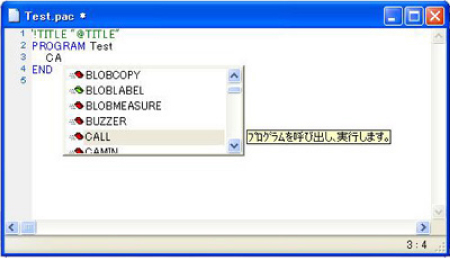 Test.pac *
1 '!TITLE "@TITLE"
2 PROGRAM Test
3 CA
4 END
5
BLOBCOPY
BLOBLABEL
BLOBMEASURE
BUZZER
CALL
プログラムを呼び出し、実行します。
CAMIN
3:4